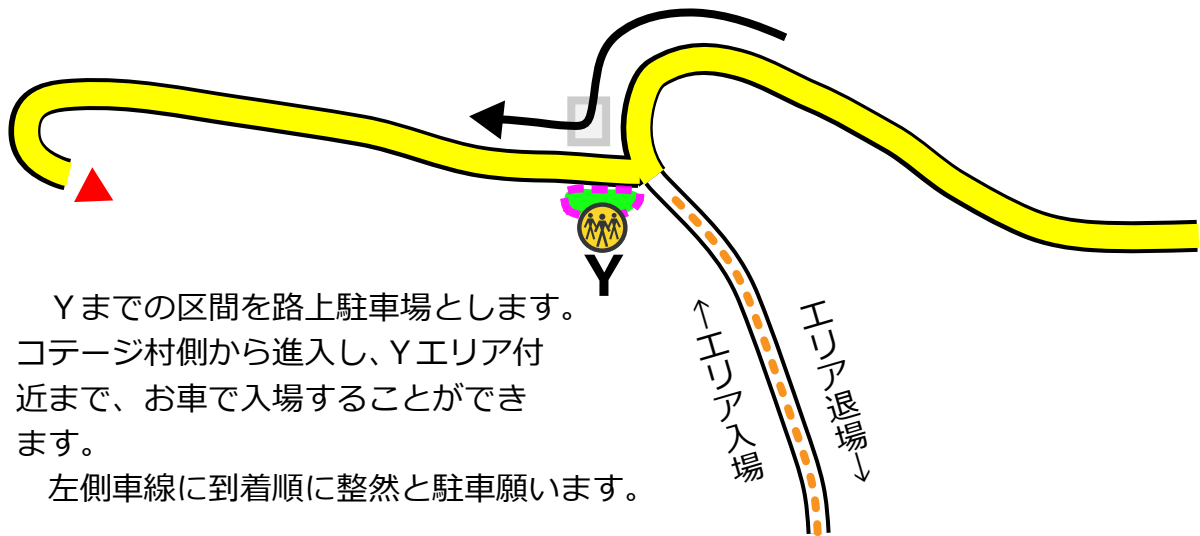 Y
Ｙまでの区間を路上駐車場とします。
コテージ村側から進入し、Ｙエリア付
近まで、お車で入場することができ
ます。
左側車線に到着順に整然と駐車願います。
←エリア入場
エリア退場→